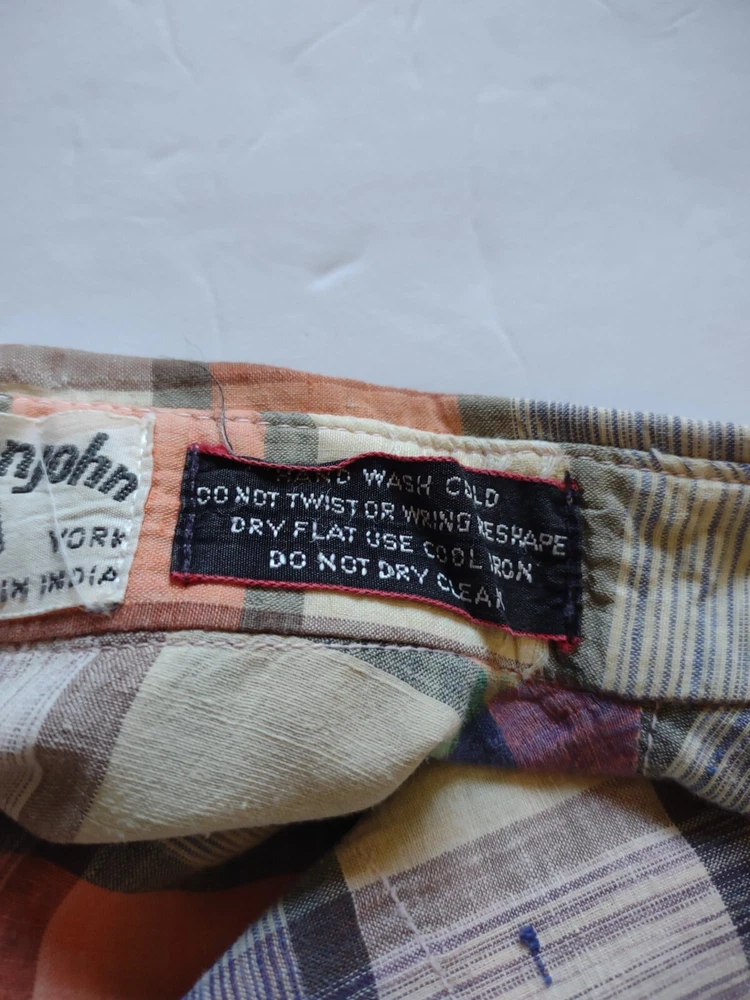 njohn
YORK
IN INDIA
HAND WASH COLD
DO NOT TWIST OR WRING RESHAPE
DRY FLAT USE COOL IRON
DO NOT DRY CLEAN